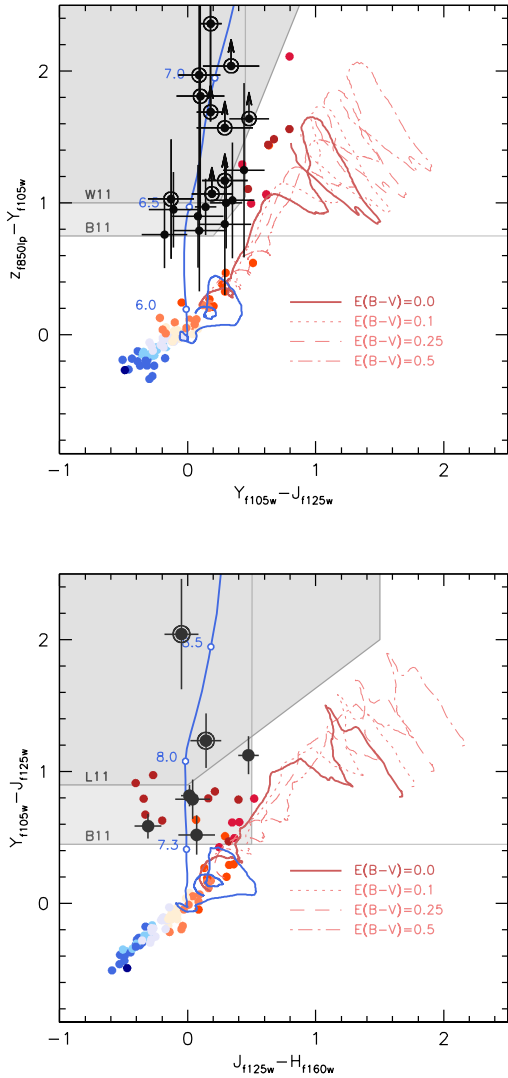 2
7.0
W11
6.5
B11
1
z_f850lp−Y_f105w
6.0
E(B−V)=0.0
E(B−V)=0.1
E(B−V)=0.25
E(B−V)=0.5
0
−1 0 1 2
Y_f105w−J_f125w
2
8.5
8.0
L11
1
B11
7.3
Y_f105w−J_f125w
E(B−V)=0.0
E(B−V)=0.1
E(B−V)=0.25
E(B−V)=0.5
0
−1 0 1 2
J_f125w−H_f160w